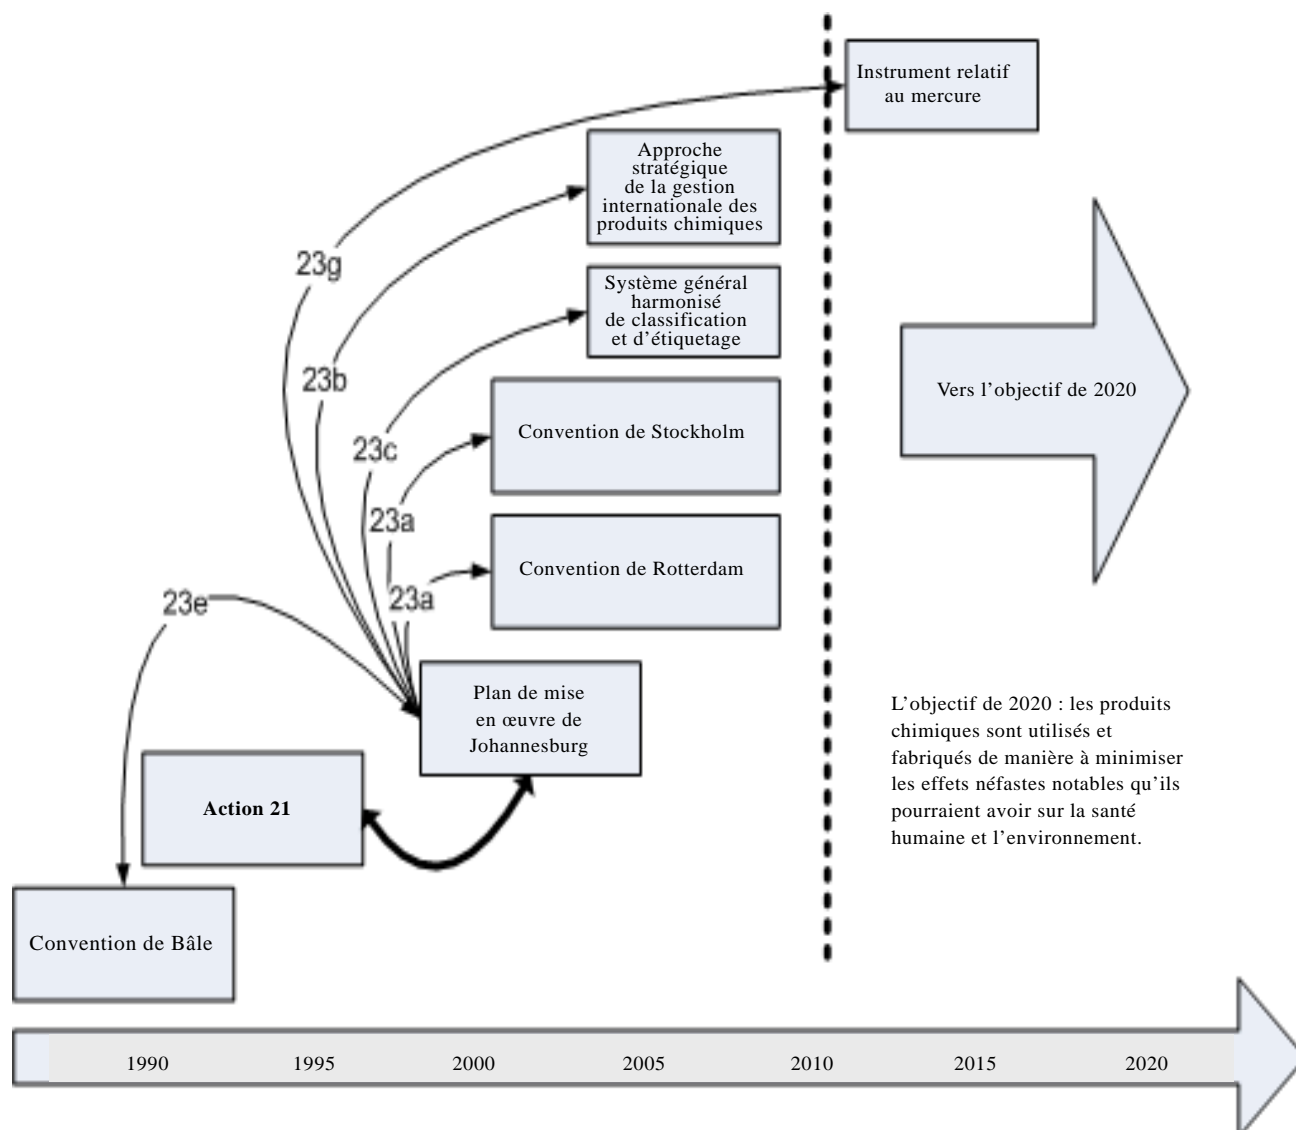 Instrument relatif
au mercure
Approche
stratégique
de la gestion
internationale des
produits chimiques
23g
Système général
harmonisé
de classification
et d’étiquetage
23b
Vers l’objectif de 2020
Convention de Stockholm
23c
23a
Convention de Rotterdam
23a
23e
Plan de mise
en œuvre de
Johannesburg
L’objectif de 2020 : les produits
chimiques sont utilisés et
fabriqués de manière à minimiser
les effets néfastes notables qu’ils
pourraient avoir sur la santé
humaine et l’environnement.
Action 21
Convention de Bâle
1990 1995 2000 2005 2010 2015 2020